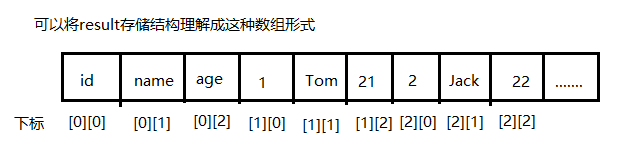 可以将result存储结构理解成这种数组形式
id name age 1 Tom 21 2 Jack 22 .......
下标 [0][0] [0][1] [0][2] [1][0] [1][1] [1][2] [2][0] [2][1] [2][2]